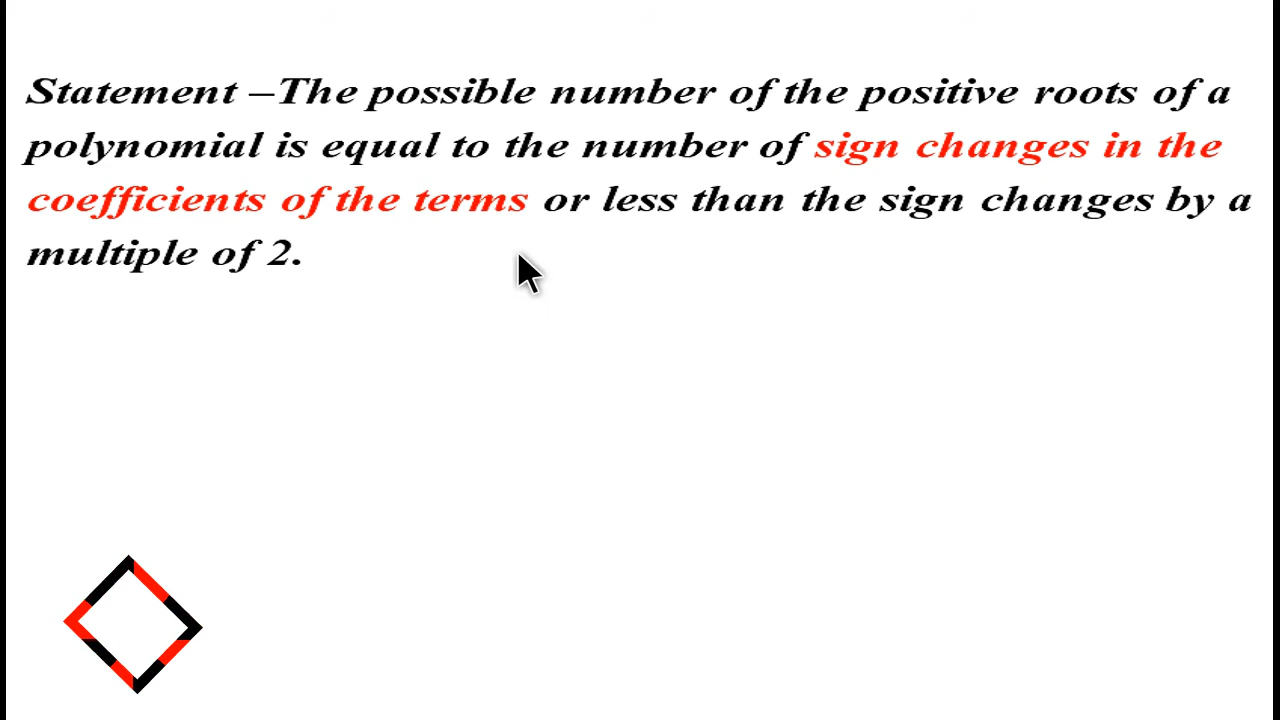 Statement –The possible number of the positive roots of a
polynomial is equal to the number of sign changes in the
coefficients of the terms or less than the sign changes by a
multiple of 2.